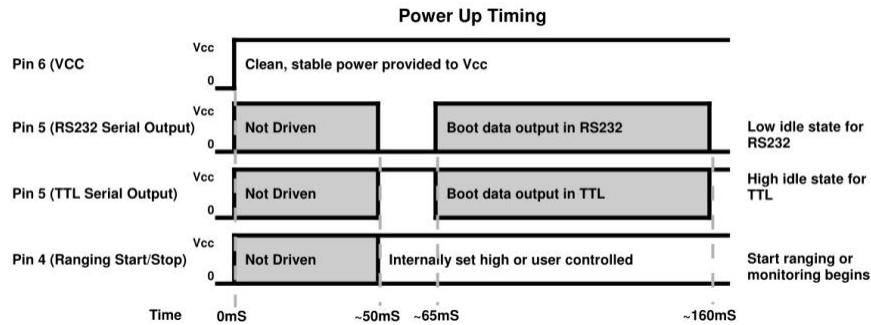 Power Up Timing
Vcc
Pin 6 (VCC
Clean, stable power provided to Vcc
0
Vcc
Pin 5 (RS232 Serial Output)
Not Driven
Boot data output in RS232
Low idle state for
RS232
0
Vcc
Pin 5 (TTL Serial Output)
Not Driven
Boot data output in TTL
High idle state for
TTL
0
Vcc
Pin 4 (Ranging Start/Stop)
Not Driven
Internally set high or user controlled
Start ranging or
monitoring begins
0
Time
0mS
~50mS
~65mS
~160mS